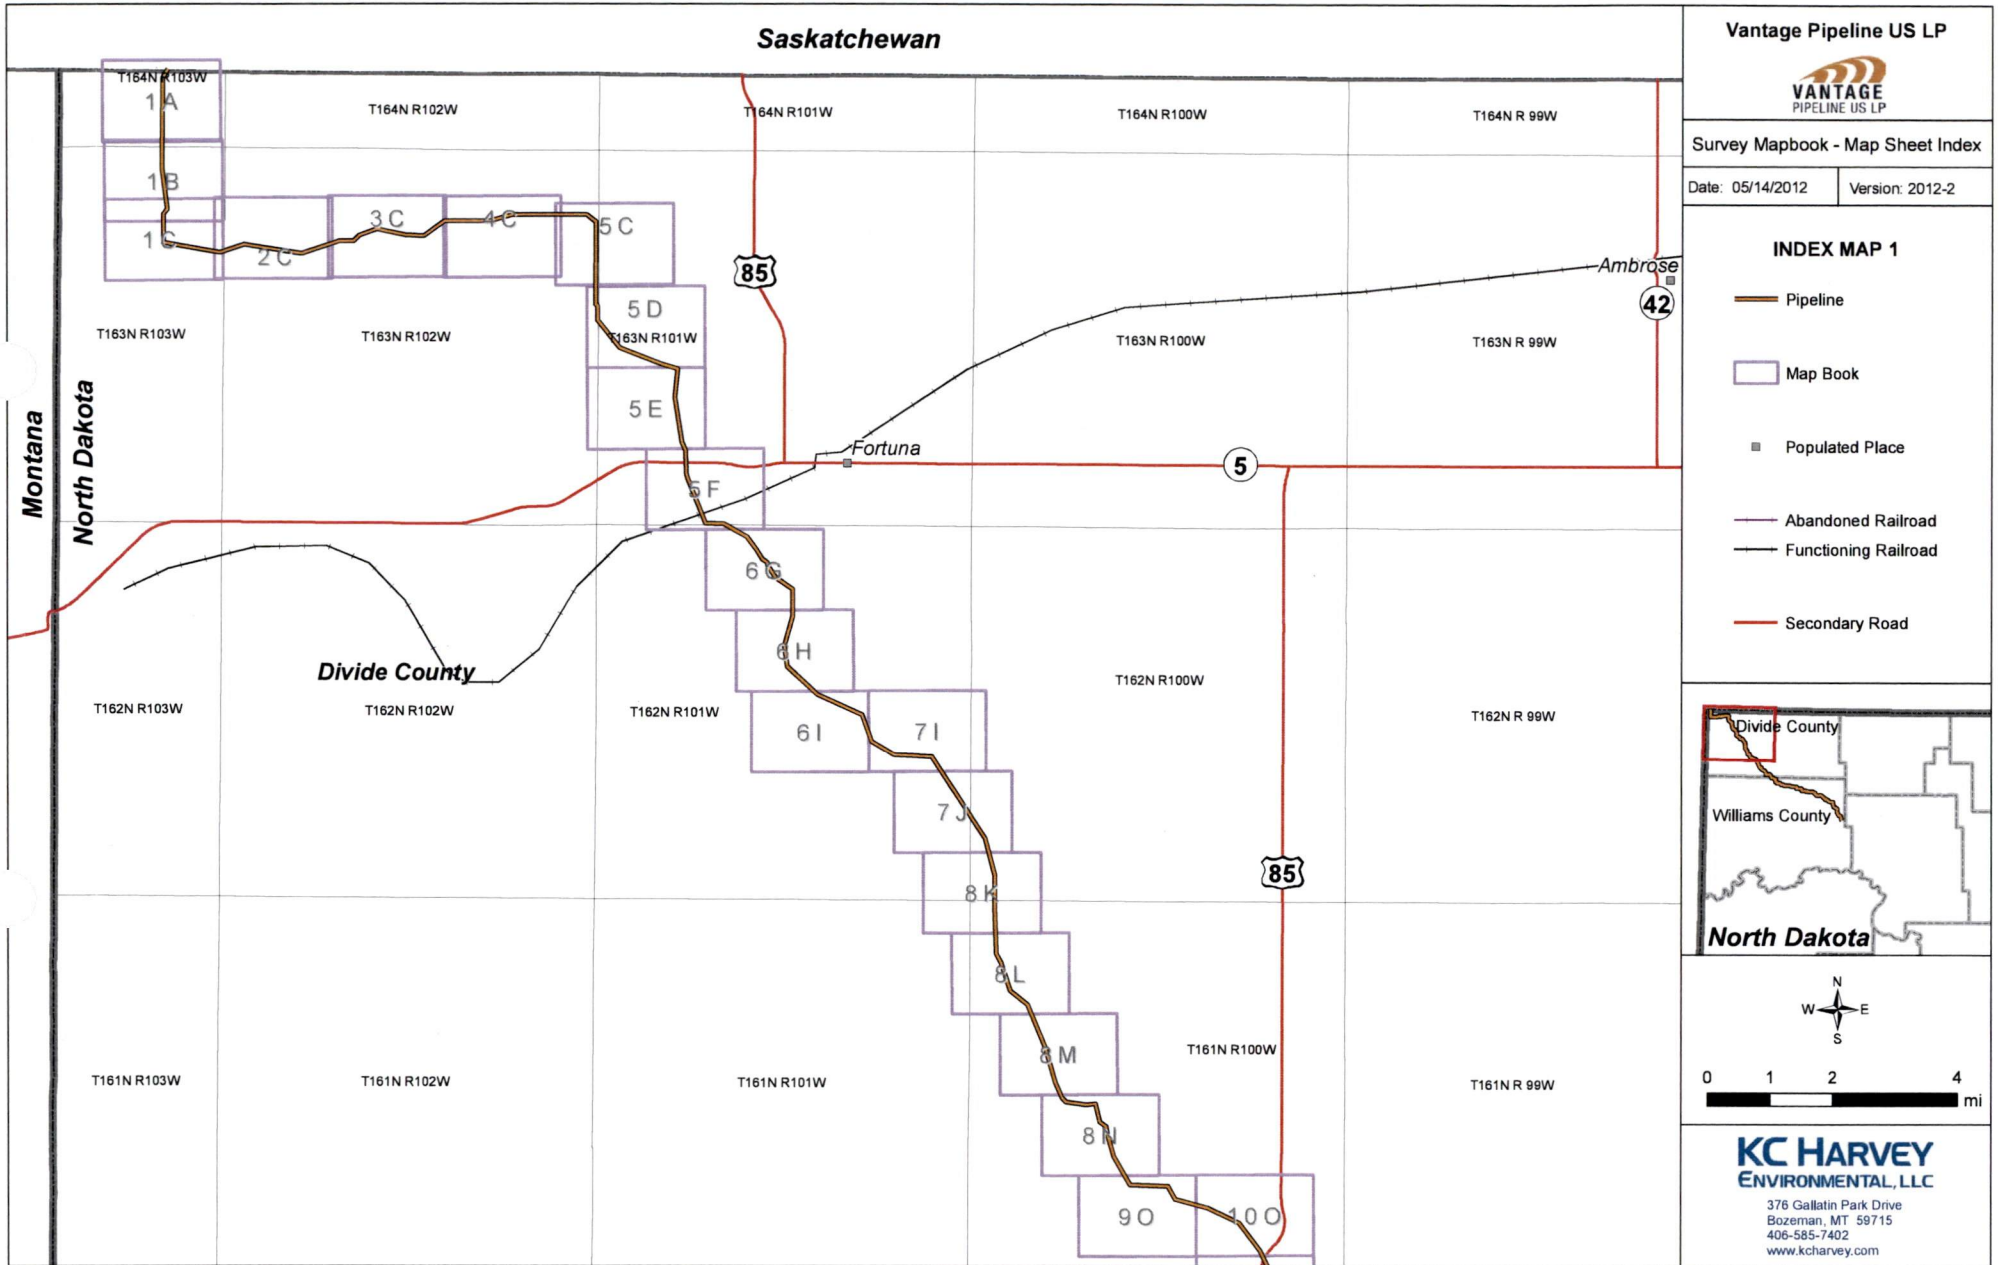 Saskatchewan
T164N R103W
T164N R102W
T164N R101W
T164N R100W
T164N R 99W
1 A
1 B
1 C
2 C
3 C
4 C
5 C
85
Ambrose
42
5 D
T163N R103W
T163N R102W
T163N R101W
T163N R100W
T163N R 99W
Montana
North Dakota
5 E
Fortuna
5
5 F
6 G
6 H
Divide County
T162N R103W
T162N R102W
T162N R101W
T162N R100W
T162N R 99W
6 I
7 I
7 J
85
8 K
8 L
8 M
T161N R103W
T161N R102W
T161N R101W
T161N R100W
T161N R 99W
8 N
9 O
10 O
Vantage Pipeline US LP
VANTAGE
PIPELINE US LP
Survey Mapbook - Map Sheet Index
Date: 05/14/2012
Version: 2012-2
INDEX MAP 1
Pipeline
Map Book
Populated Place
Abandoned Railroad
Functioning Railroad
Secondary Road
Divide County
Williams County
North Dakota
N
W E
S
0 1 2 4
mi
KC HARVEY
ENVIRONMENTAL, LLC
376 Gallatin Park Drive
Bozeman, MT 59715
406-585-7402
www.kcharvey.com